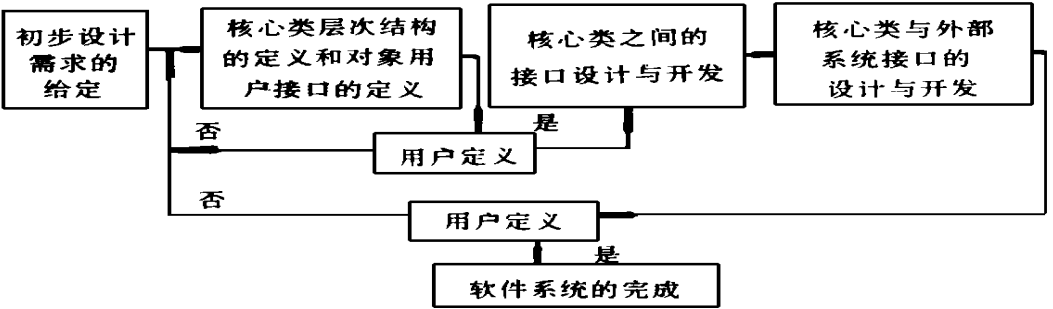 初步设计
需求的
给定
核心类层次结构
的定义和对象用
户接口的定义
核心类之间的
接口设计与开发
核心类与外部
系统接口的
设计与开发
否
是
用户定义
否
用户定义
是
软件系统的完成